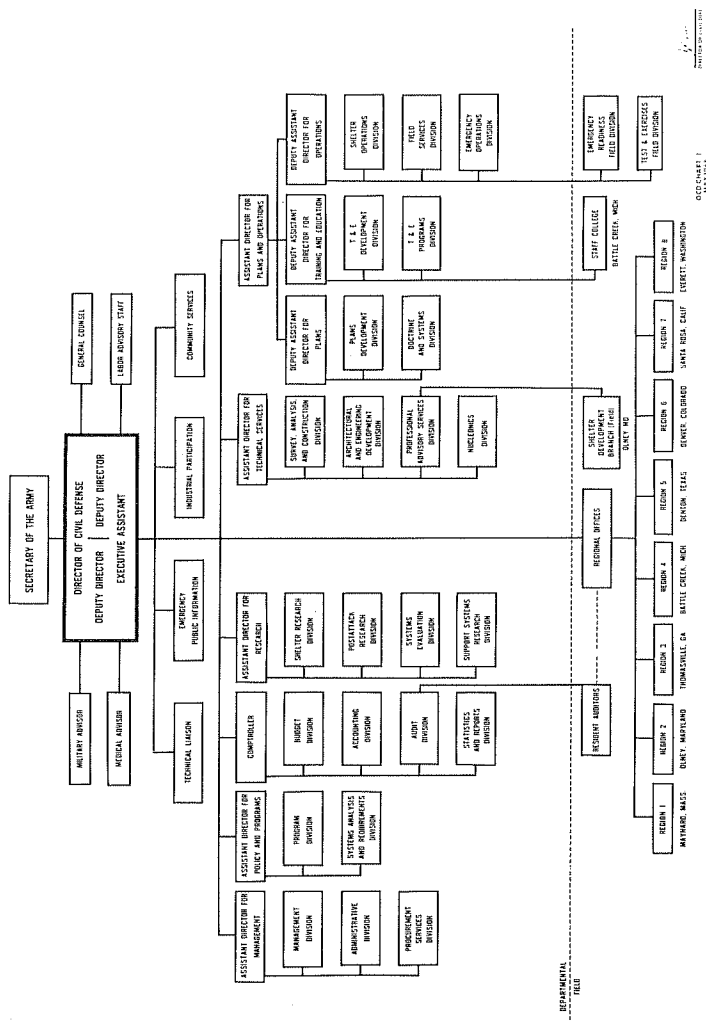 SECRETARY OF THE ARMY
DIRECTOR OF CIVIL DEFENSE
DEPUTY DIRECTOR | DEPUTY DIRECTOR
EXECUTIVE ASSISTANT
MILITARY ADVISOR
MEDICAL ADVISOR
GENERAL COUNSEL
LABOR ADVISORY STAFF
TECHNICAL LIAISON
EMERGENCY
PUBLIC INFORMATION
INDUSTRIAL PARTICIPATION
COMMUNITY SERVICES
ASSISTANT DIRECTOR FOR
MANAGEMENT
MANAGEMENT
DIVISION
ADMINISTRATIVE
DIVISION
PROCUREMENT
SERVICES
DIVISION
ASSISTANT DIRECTOR FOR
POLICY AND PROGRAMS
PROGRAM
DIVISION
SYSTEMS ANALYSIS
AND REQUIREMENTS
DIVISION
COMPTROLLER
BUDGET
DIVISION
ACCOUNTING
DIVISION
AUDIT
DIVISION
STATISTICS
AND REPORTS
DIVISION
ASSISTANT DIRECTOR FOR
RESEARCH
SHELTER RESEARCH
DIVISION
POSTATTACK
RESEARCH
DIVISION
SYSTEMS
EVALUATION
DIVISION
SUPPORT SYSTEMS
RESEARCH
DIVISION
ASSISTANT DIRECTOR FOR
TECHNICAL SERVICES
SURVEY, ANALYSIS,
AND CONSTRUCTION
DIVISION
ARCHITECTURAL
AND ENGINEERING
DEVELOPMENT
DIVISION
PROFESSIONAL
ADVISORY SERVICES
DIVISION
NUCLEONICS
DIVISION
ASSISTANT DIRECTOR FOR
PLANS AND OPERATIONS
DEPUTY ASSISTANT
DIRECTOR FOR
PLANS
PLANS
DEVELOPMENT
DIVISION
DOCTRINE
AND SYSTEMS
DIVISION
DEPUTY ASSISTANT
DIRECTOR FOR
TRAINING AND EDUCATION
T & E
DEVELOPMENT
DIVISION
T & E
PROGRAMS
DIVISION
DEPUTY ASSISTANT
DIRECTOR FOR
OPERATIONS
SHELTER
OPERATIONS
DIVISION
FIELD
SERVICES
DIVISION
EMERGENCY
OPERATIONS
DIVISION
DEPARTMENTAL
FIELD
RESIDENT AUDITORS
REGIONAL OFFICES
SHELTER
DEVELOPMENT
BRANCH (Field)
OLNEY MD
STAFF COLLEGE
BATTLE CREEK, MICH
EMERGENCY
READINESS
FIELD DIVISION
TEST & EXERCISES
FIELD DIVISION
REGION 1
MAYNARD, MASS.
REGION 2
OLNEY, MARYLAND
REGION 3
THOMASVILLE, GA
REGION 4
BATTLE CREEK, MICH
REGION 5
DENTON, TEXAS
REGION 6
DENVER, COLORADO
REGION 7
SANTA ROSA, CALIF
REGION 8
EVERETT, WASHINGTON
OCD CHART 1